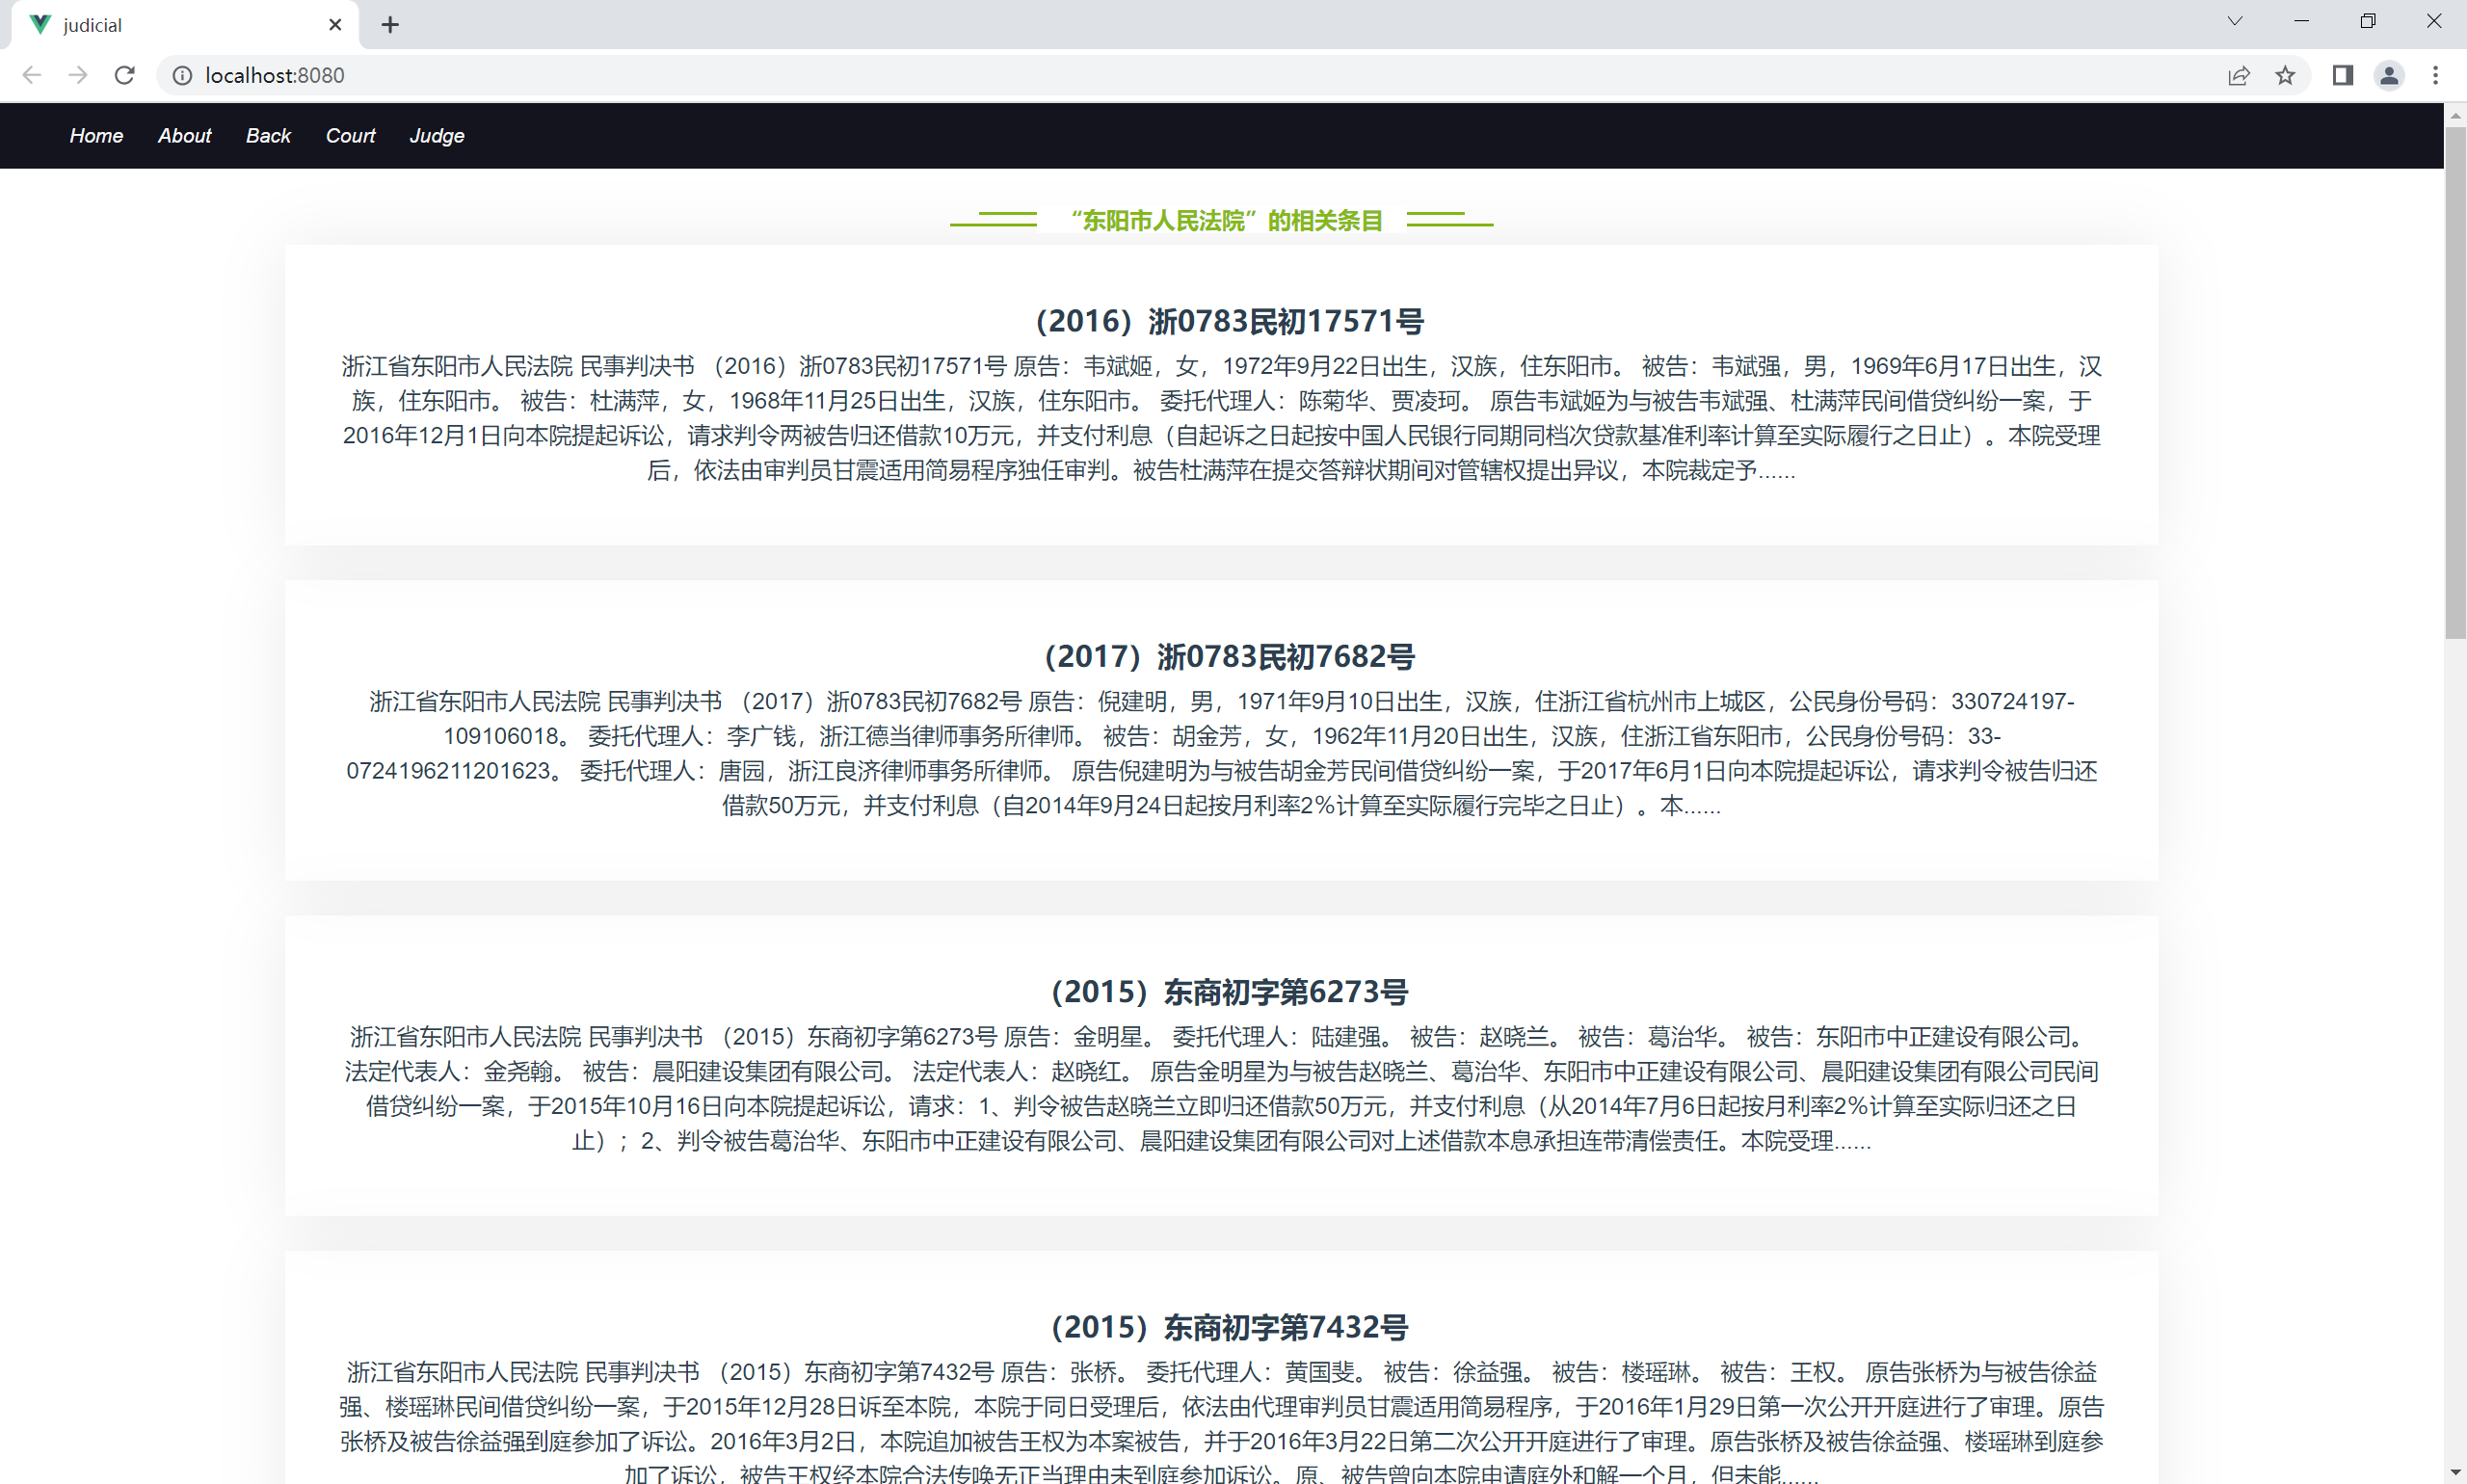 judicial
localhost:8080
Home About Back Court Judge
“东阳市人民法院”的相关条目
（2016）浙0783民初17571号
浙江省东阳市人民法院 民事判决书 （2016）浙0783民初17571号 原告：韦斌姬，女，1972年9月22日出生，汉族，住东阳市。 被告：韦斌强，男，1969年6月17日出生，汉
族，住东阳市。 被告：杜满萍，女，1968年11月25日出生，汉族，住东阳市。 委托代理人：陈菊华、贾凌珂。 原告韦斌姬为与被告韦斌强、杜满萍民间借贷纠纷一案，于
2016年12月1日向本院提起诉讼，请求判令两被告归还借款10万元，并支付利息（自起诉之日起按中国人民银行同期同档次贷款基准利率计算至实际履行之日止）。本院受理
后，依法由审判员甘震适用简易程序独任审判。被告杜满萍在提交答辩状期间对管辖权提出异议，本院裁定予......
（2017）浙0783民初7682号
浙江省东阳市人民法院 民事判决书 （2017）浙0783民初7682号 原告：倪建明，男，1971年9月10日出生，汉族，住浙江省杭州市上城区，公民身份号码：330724197-
109106018。 委托代理人：李广钱，浙江德当律师事务所律师。 被告：胡金芳，女，1962年11月20日出生，汉族，住浙江省东阳市，公民身份号码：33-
0724196211201623。 委托代理人：唐园，浙江良济律师事务所律师。 原告倪建明为与被告胡金芳民间借贷纠纷一案，于2017年6月1日向本院提起诉讼，请求判令被告归还
借款50万元，并支付利息（自2014年9月24日起按月利率2%计算至实际履行完毕之日止）。本......
（2015）东商初字第6273号
浙江省东阳市人民法院 民事判决书 （2015）东商初字第6273号 原告：金明星。 委托代理人：陆建强。 被告：赵晓兰。 被告：葛治华。 被告：东阳市中正建设有限公司。
法定代表人：金尧翰。 被告：晨阳建设集团有限公司。 法定代表人：赵晓红。 原告金明星为与被告赵晓兰、葛治华、东阳市中正建设有限公司、晨阳建设集团有限公司民间
借贷纠纷一案，于2015年10月16日向本院提起诉讼，请求：1、判令被告赵晓兰立即归还借款50万元，并支付利息（从2014年7月6日起按月利率2%计算至实际归还之日
止）；2、判令被告葛治华、东阳市中正建设有限公司、晨阳建设集团有限公司对上述借款本息承担连带清偿责任。本院受理......
（2015）东商初字第7432号
浙江省东阳市人民法院 民事判决书 （2015）东商初字第7432号 原告：张桥。 委托代理人：黄国斐。 被告：徐益强。 被告：楼瑶琳。 被告：王权。 原告张桥为与被告徐益
强、楼瑶琳民间借贷纠纷一案，于2015年12月28日诉至本院，本院于同日受理后，依法由代理审判员甘震适用简易程序，于2016年1月29日第一次公开开庭进行了审理。原告
张桥及被告徐益强到庭参加了诉讼。2016年3月2日，本院追加被告王权为本案被告，并于2016年3月22日第二次公开开庭进行了审理。原告张桥及被告徐益强、楼瑶琳到庭参
加了诉讼，被告王权经本院合法传唤无正当理由未到庭参加诉讼。原、被告曾向本院申请庭外和解一个月，但未能......